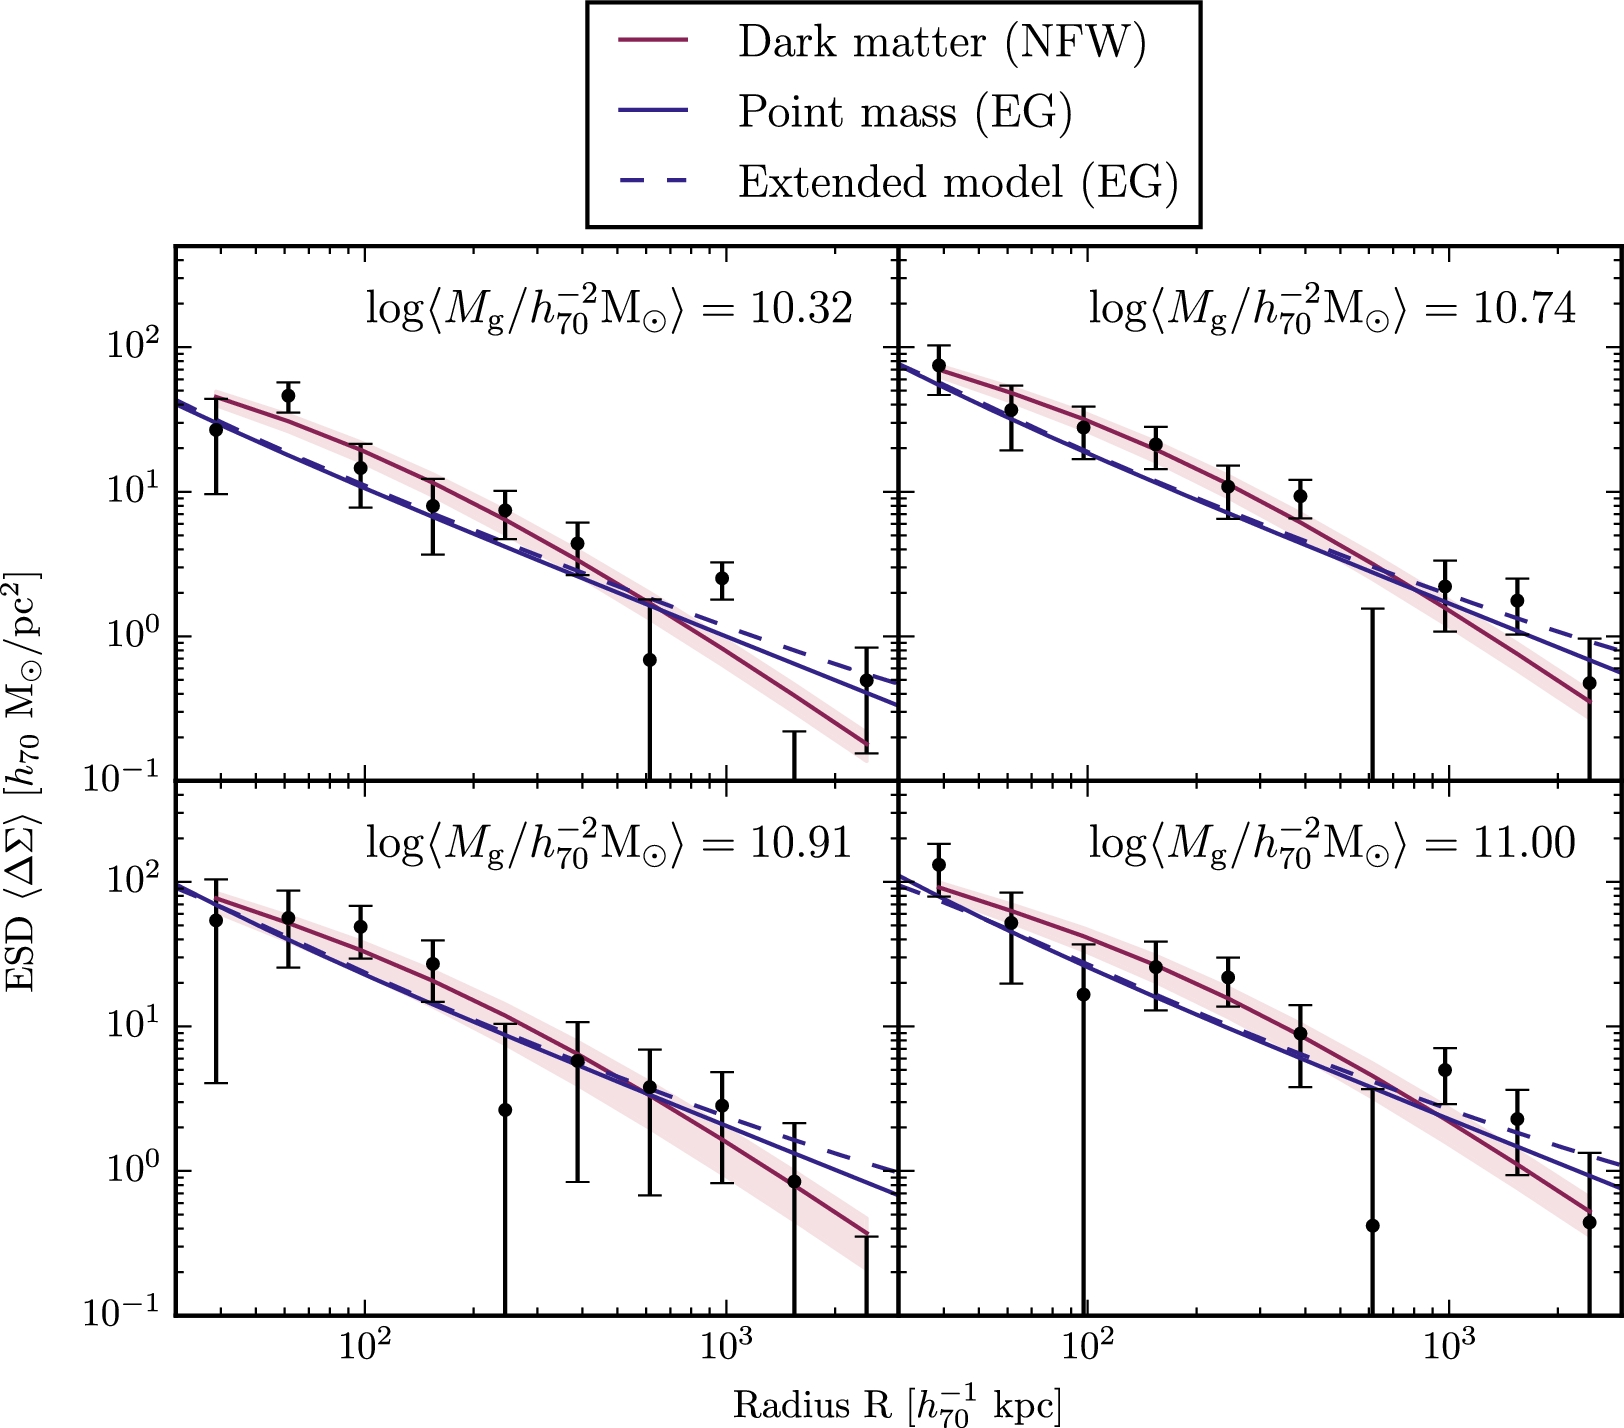 Dark matter (NFW)
Point mass (EG)
Extended model (EG)
log⟨M_g/h_70^−2 M_⊙⟩ = 10.32
log⟨M_g/h_70^−2 M_⊙⟩ = 10.74
10^2
10^1
10^0
10^−1
log⟨M_g/h_70^−2 M_⊙⟩ = 10.91
log⟨M_g/h_70^−2 M_⊙⟩ = 11.00
10^2
10^1
10^0
10^−1
ESD ⟨ΔΣ⟩ [h_70 M_⊙/pc^2]
10^2 10^3 10^2 10^3
Radius R [h_70^−1 kpc]